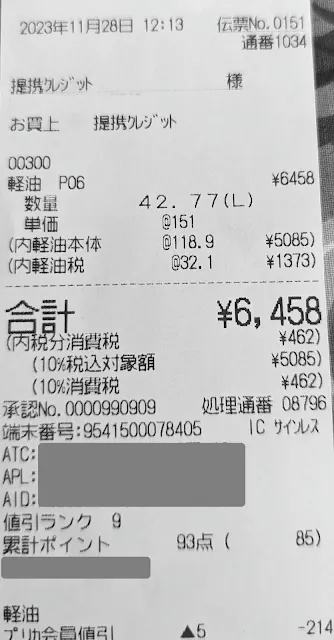 2023年11月28日 12:13 伝票No.0151
通番1034
提携クレジット 様
お買上 提携クレジット
00300
軽油 P06 ¥6458
数量 42.77(L)
単価 @151
(内軽油本体 @118.9 ¥5085)
(内軽油税 @32.1 ¥1373)
合計 ¥6,458
(内税分消費税 ¥462)
(10%税込対象額 ¥5085)
(10%消費税 ¥462)
承認No.0000990909 処理通番 08796
端末番号:9541500078405 IC サインレス
ATC:
APL:
AID:
値引ランク 9
累計ポイント 93点 ( 85)
軽油
プリカ会員値引 ▲5 -214